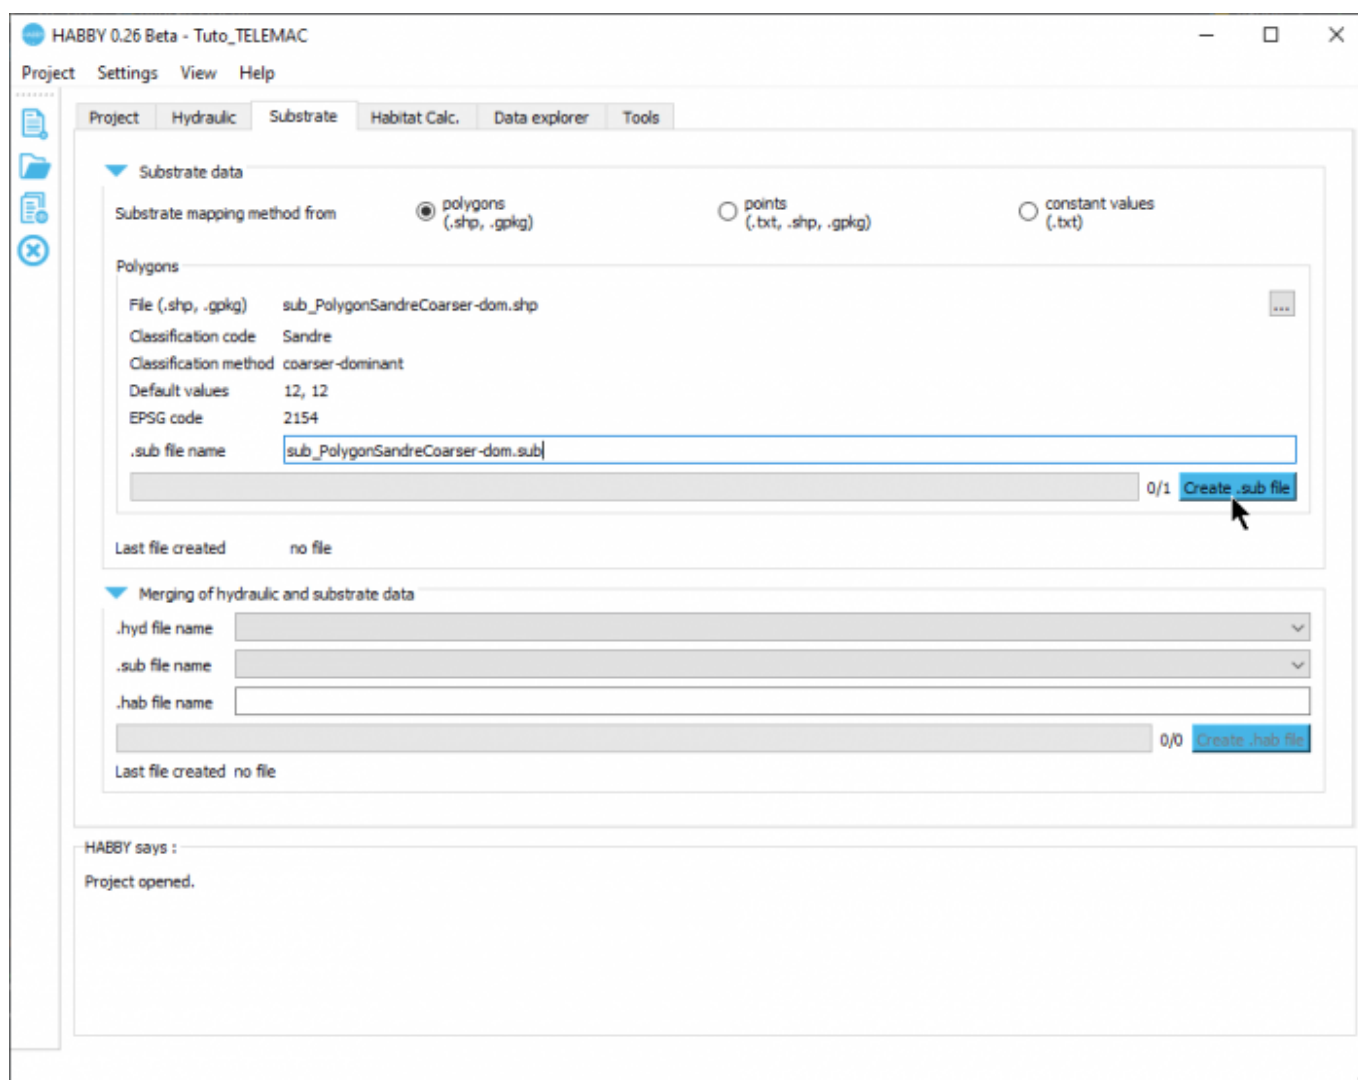 HABBY 0.26 Beta - Tuto_TELEMAC
Project Settings View Help
Project Hydraulic Substrate Habitat Calc. Data explorer Tools
Substrate data
Substrate mapping method from
polygons
(.shp, .gpkg)
points
(.txt, .shp, .gpkg)
constant values
(.txt)
Polygons
File (.shp, .gpkg) sub_PolygonSandreCoarser-dom.shp ...
Classification code Sandre
Classification method coarser-dominant
Default values 12, 12
EPSG code 2154
.sub file name sub_PolygonSandreCoarser-dom.sub
0/1 Create .sub file
Last file created no file
Merging of hydraulic and substrate data
.hyd file name
.sub file name
.hab file name
0/0 Create .hab file
Last file created no file
HABBY says :
Project opened.